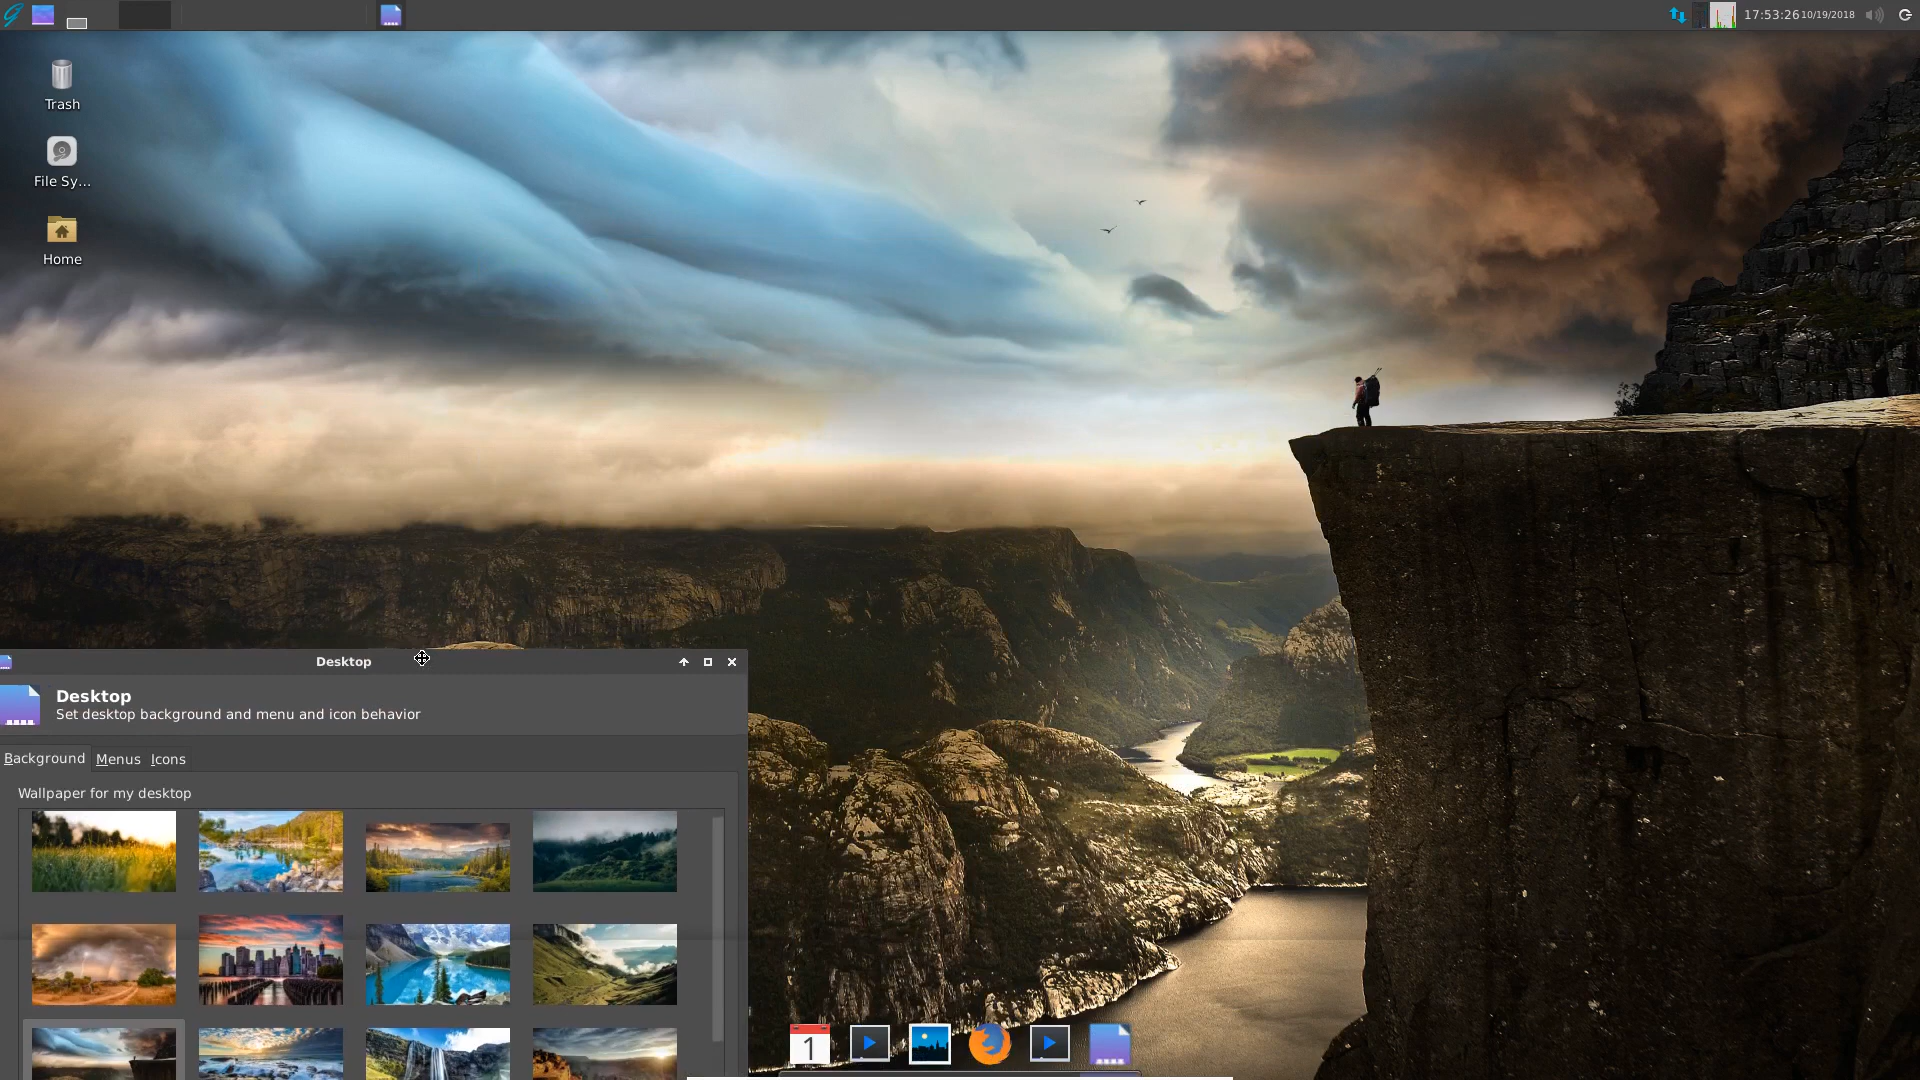 17:53:26 10/19/2018
Trash
File Sy...
Home
Desktop
Desktop
Set desktop background and menu and icon behavior
Background Menus Icons
Wallpaper for my desktop
1